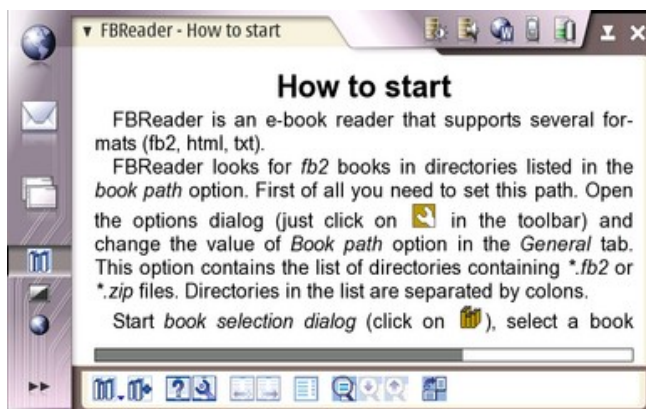 FBReader - How to start
How to start
FBReader is an e-book reader that supports several for-
mats (fb2, html, txt).
FBReader looks for fb2 books in directories listed in the
book path option. First of all you need to set this path. Open
the options dialog (just click on in the toolbar) and
change the value of Book path option in the General tab.
This option contains the list of directories containing *.fb2 or
*.zip files. Directories in the list are separated by colons.
Start book selection dialog (click on ), select a book